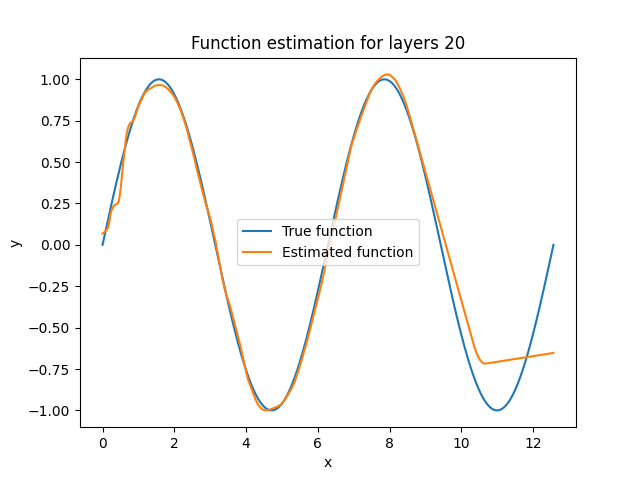 Function estimation for layers 20
1.00
0.75
0.50
0.25
0.00
−0.25
−0.50
−0.75
−1.00
y
True function
Estimated function
0 2 4 6 8 10 12
x